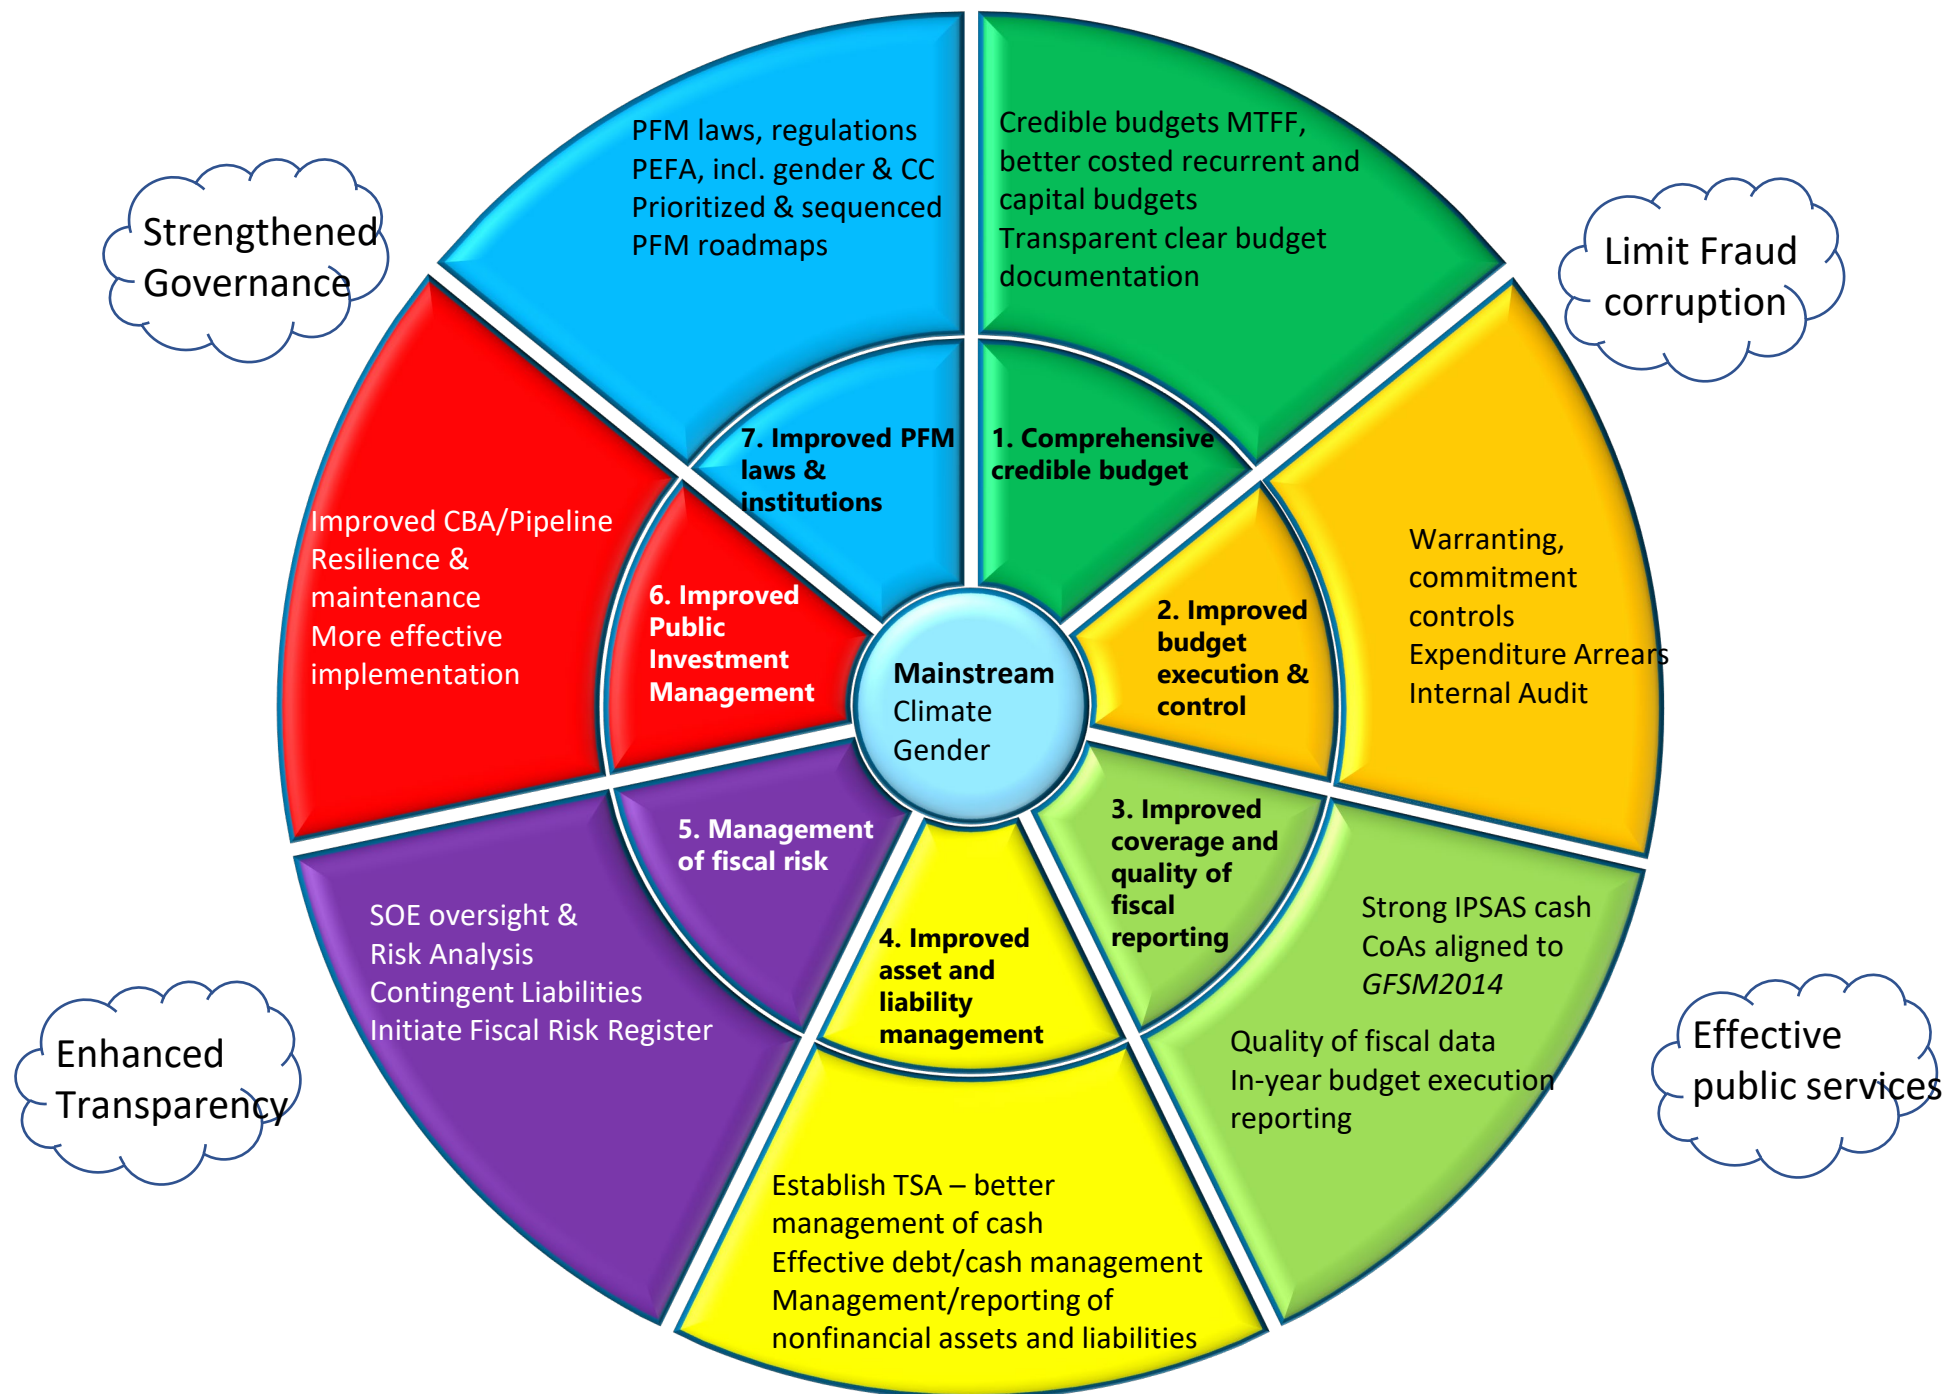 PFM laws, regulations
PEFA, incl. gender & CC
Prioritized & sequenced
PFM roadmaps
Credible budgets MTFF,
better costed recurrent and
capital budgets
Transparent clear budget
documentation
Strengthened
Governance
Limit Fraud
corruption
7. Improved PFM
laws &
institutions
1. Comprehensive
credible budget
Improved CBA/Pipeline
Resilience &
maintenance
More effective
implementation
6. Improved
Public
Investment
Management
Mainstream
Climate
Gender
2. Improved
budget
execution &
control
Warranting,
commitment
controls
Expenditure Arrears
Internal Audit
5. Management
of fiscal risk
3. Improved
coverage and
quality of
fiscal
reporting
SOE oversight &
Risk Analysis
Contingent Liabilities
Initiate Fiscal Risk Register
4. Improved
asset and
liability
management
Strong IPSAS cash
CoAs aligned to
GFSM2014
Quality of fiscal data
In-year budget execution
reporting
Enhanced
Transparency
Effective
public services
Establish TSA – better
management of cash
Effective debt/cash management
Management/reporting of
nonfinancial assets and liabilities